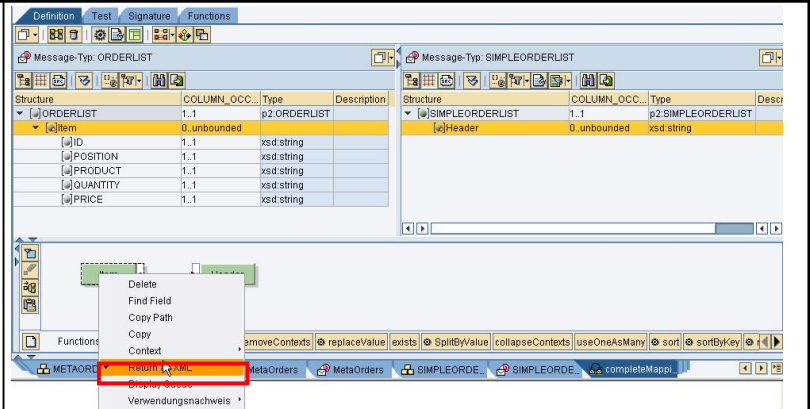 Definition Test Signature Functions
Message-Typ: ORDERLIST
Message-Typ: SIMPLEORDERLIST
Structure COLUMN_OCC... Type Description
ORDERLIST 1..1 p2:ORDERLIST
Item 0..unbounded
ID 1..1 xsd:string
POSITION 1..1 xsd:string
PRODUCT 1..1 xsd:string
QUANTITY 1..1 xsd:string
PRICE 1..1 xsd:string
Structure COLUMN_OCC... Type Descr
SIMPLEORDERLIST 1..1 p2:SIMPLEORDERLIST
Header 0..unbounded xsd:string
Delete
Find Field
Copy Path
Copy
Context
Return XML
Display Queue
Verwendungsnachweis
Functions emoveContexts replaceValue exists SplitByValue collapseContexts useOneAsMany sort sortByKey
METAORD MetaOrders MetaOrders SIMPLEORDE... SIMPLEORDE... completeMappi...